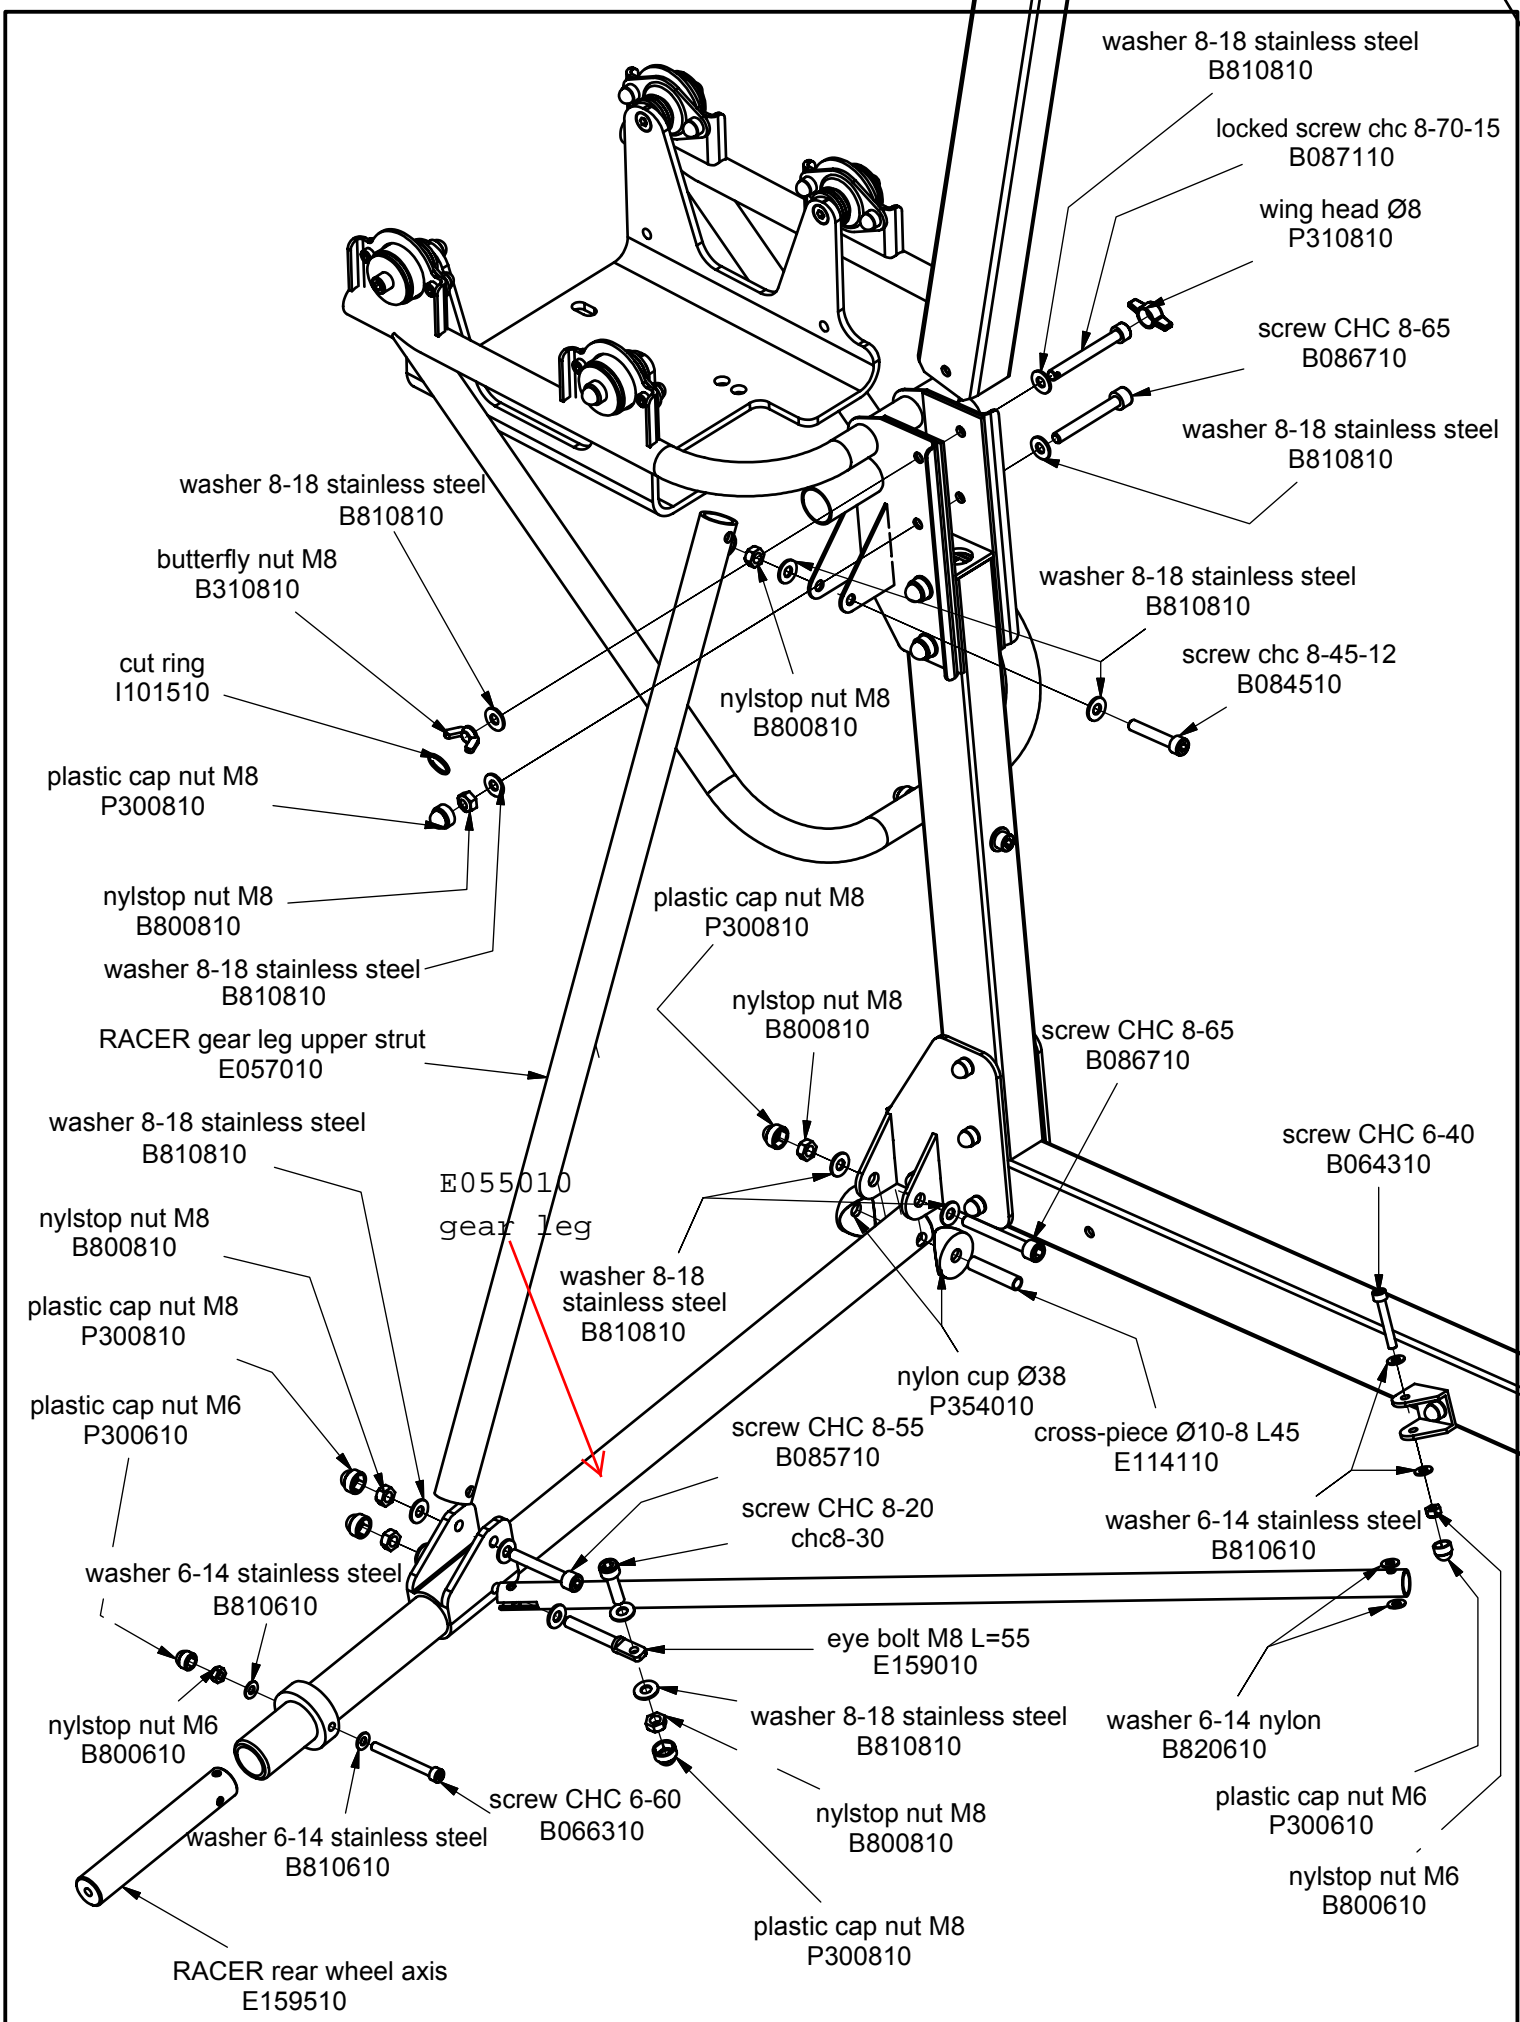 washer 8-18 stainless steel
B810810
locked screw chc 8-70-15
B087110
wing head Ø8
P310810
screw CHC 8-65
B086710
washer 8-18 stainless steel
B810810
washer 8-18 stainless steel
B810810
butterfly nut M8
B310810
washer 8-18 stainless steel
B810810
cut ring
I101510
screw chc 8-45-12
B084510
nylstop nut M8
B800810
plastic cap nut M8
P300810
nylstop nut M8
B800810
plastic cap nut M8
P300810
washer 8-18 stainless steel
B810810
nylstop nut M8
B800810
RACER gear leg upper strut
E057010
screw CHC 8-65
B086710
washer 8-18 stainless steel
B810810
screw CHC 6-40
B064310
E055010
gear leg
nylstop nut M8
B800810
washer 8-18
stainless steel
B810810
plastic cap nut M8
P300810
nylon cup Ø38
P354010
plastic cap nut M6
P300610
screw CHC 8-55
B085710
cross-piece Ø10-8 L45
E114110
screw CHC 8-20
chc8-30
washer 6-14 stainless steel
B810610
washer 6-14 stainless steel
B810610
eye bolt M8 L=55
E159010
nylstop nut M6
B800610
washer 8-18 stainless steel
B810810
washer 6-14 nylon
B820610
screw CHC 6-60
B066310
nylstop nut M8
B800810
plastic cap nut M6
P300610
washer 6-14 stainless steel
B810610
nylstop nut M6
B800610
plastic cap nut M8
P300810
RACER rear wheel axis
E159510